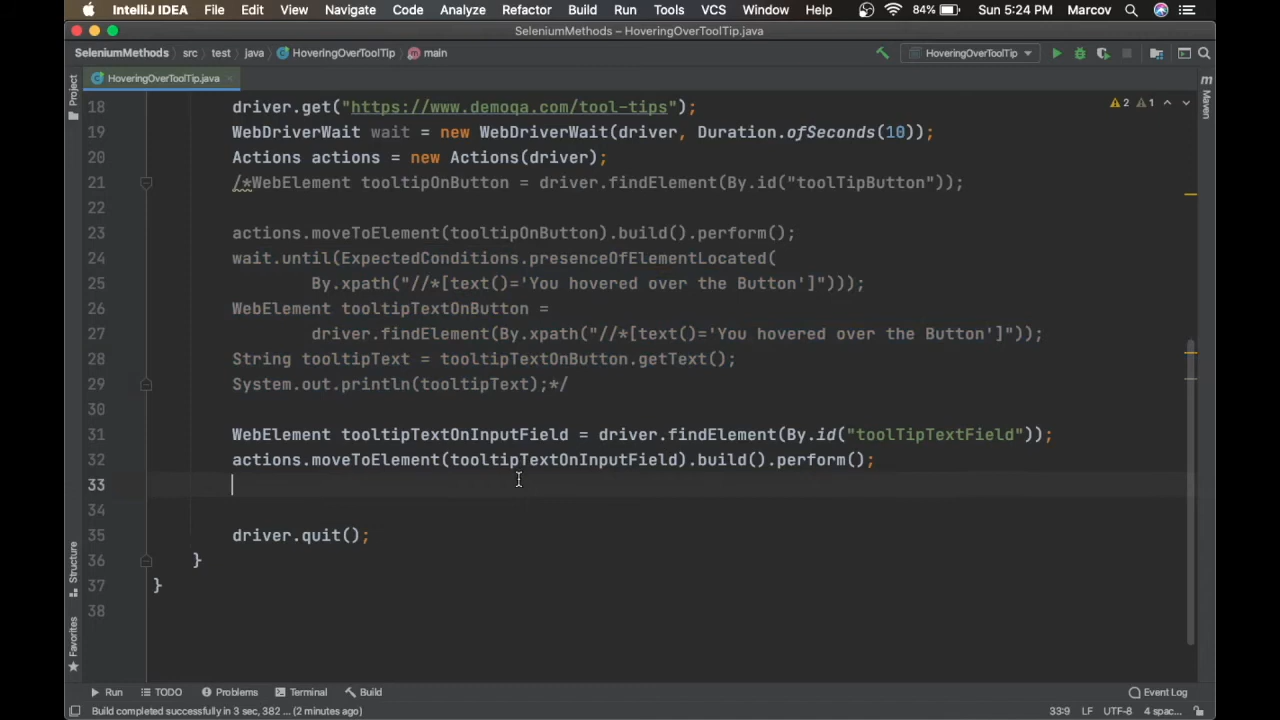 IntelliJ IDEA File Edit View Navigate Code Analyze Refactor Build Run Tools VCS Window Help 84% Sun 5:24 PM Marcov
SeleniumMethods – HoveringOverToolTip.java
SeleniumMethods src test java HoveringOverToolTip main HoveringOverToolTip
HoveringOverToolTip.java
Project
Structure
Favorites
Maven
2 1
18 driver.get("https://www.demoqa.com/tool-tips");
19 WebDriverWait wait = new WebDriverWait(driver, Duration.ofSeconds(10));
20 Actions actions = new Actions(driver);
21 /*WebElement tooltipOnButton = driver.findElement(By.id("toolTipButton"));
22
23 actions.moveToElement(tooltipOnButton).build().perform();
24 wait.until(ExpectedConditions.presenceOfElementLocated(
25 By.xpath("//*[text()='You hovered over the Button']")));
26 WebElement tooltipTextOnButton =
27 driver.findElement(By.xpath("//*[text()='You hovered over the Button']"));
28 String tooltipText = tooltipTextOnButton.getText();
29 System.out.println(tooltipText);*/
30
31 WebElement tooltipTextOnInputField = driver.findElement(By.id("toolTipTextField"));
32 actions.moveToElement(tooltipTextOnInputField).build().perform();
33
34
35 driver.quit();
36 }
37 }
38
Run TODO Problems Terminal Build Event Log
Build completed successfully in 3 sec, 382 ... (2 minutes ago) 33:9 LF UTF-8 4 spac...